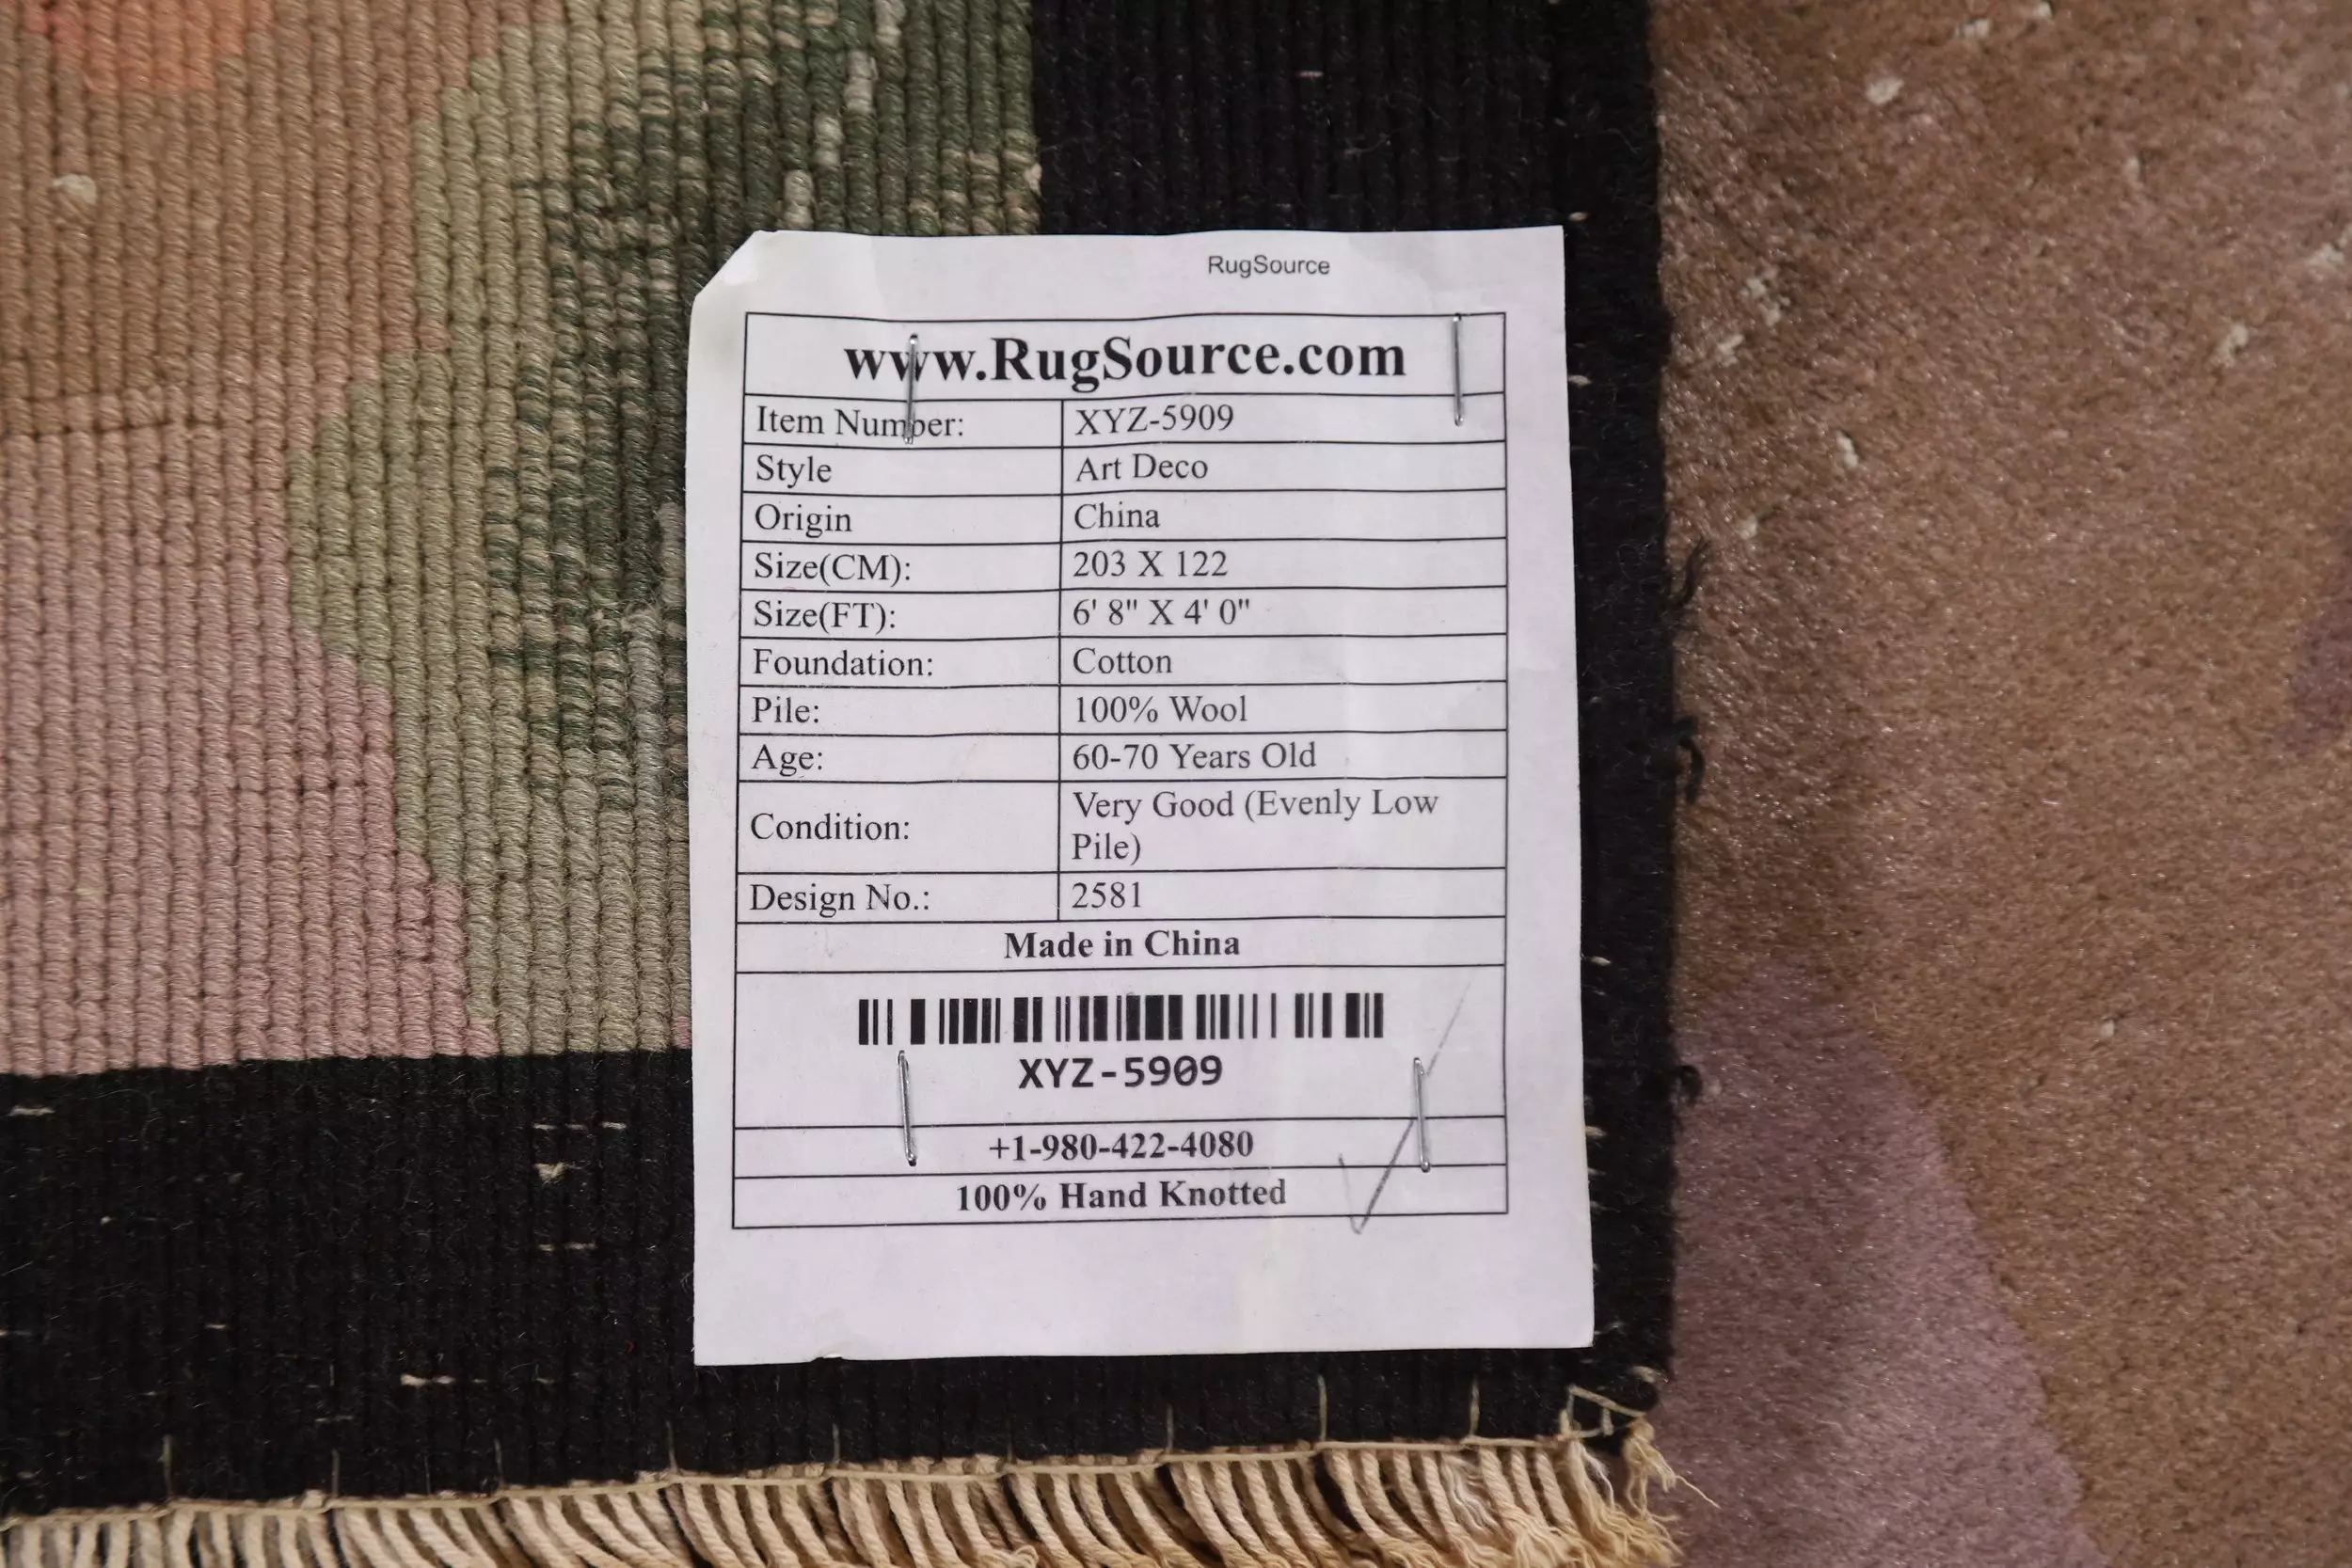 RugSource
www.RugSource.com
Item Number: XYZ-5909
Style Art Deco
Origin China
Size(CM): 203 X 122
Size(FT): 6' 8" X 4' 0"
Foundation: Cotton
Pile: 100% Wool
Age: 60-70 Years Old
Condition: Very Good (Evenly Low
Pile)
Design No.: 2581
Made in China
XYZ-5909
+1-980-422-4080
100% Hand Knotted